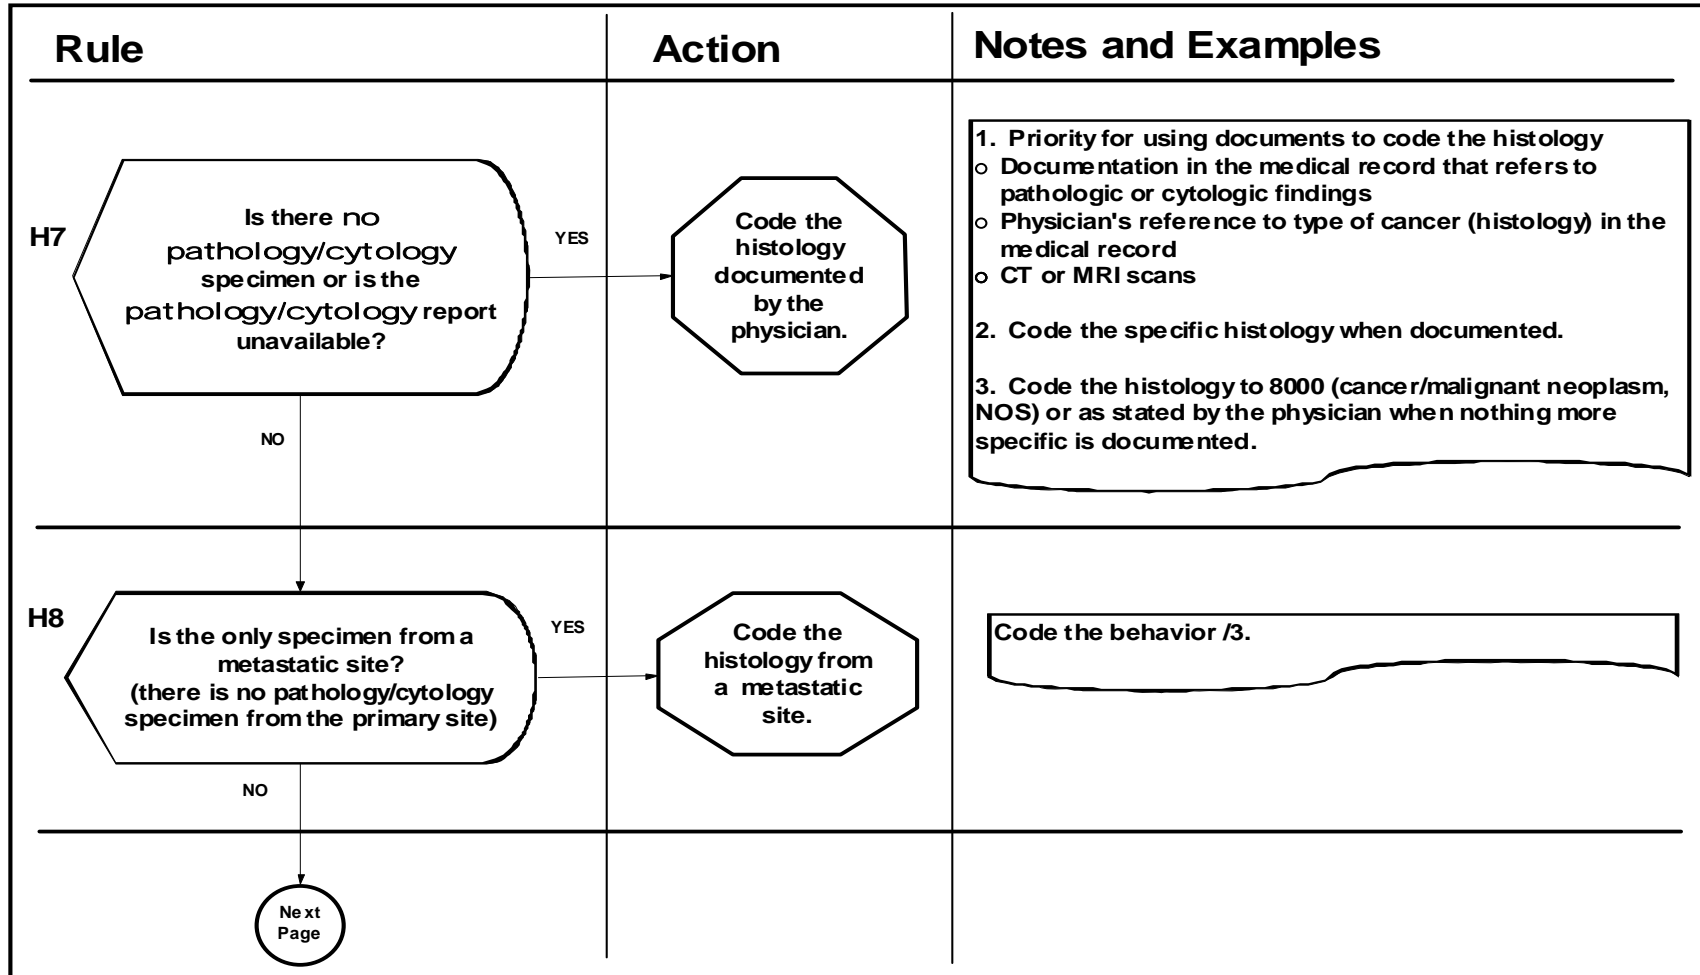 Rule
Action
Notes and Examples
H7
Is there no
pathology/cytology
specimen or is the
pathology/cytology report
unavailable?
YES
Code the
histology
documented
by the
physician.
1. Priority for using documents to code the histology
o Documentation in the medical record that refers to
pathologic or cytologic findings
o Physician's reference to type of cancer (histology) in the
medical record
o CT or MRI scans
2. Code the specific histology when documented.
3. Code the histology to 8000 (cancer/malignant neoplasm,
NOS) or as stated by the physician when nothing more
specific is documented.
NO
H8
Is the only specimen from a
metastatic site?
(there is no pathology/cytology
specimen from the primary site)
YES
Code the
histology from
a metastatic
site.
Code the behavior /3.
NO
Next
Page